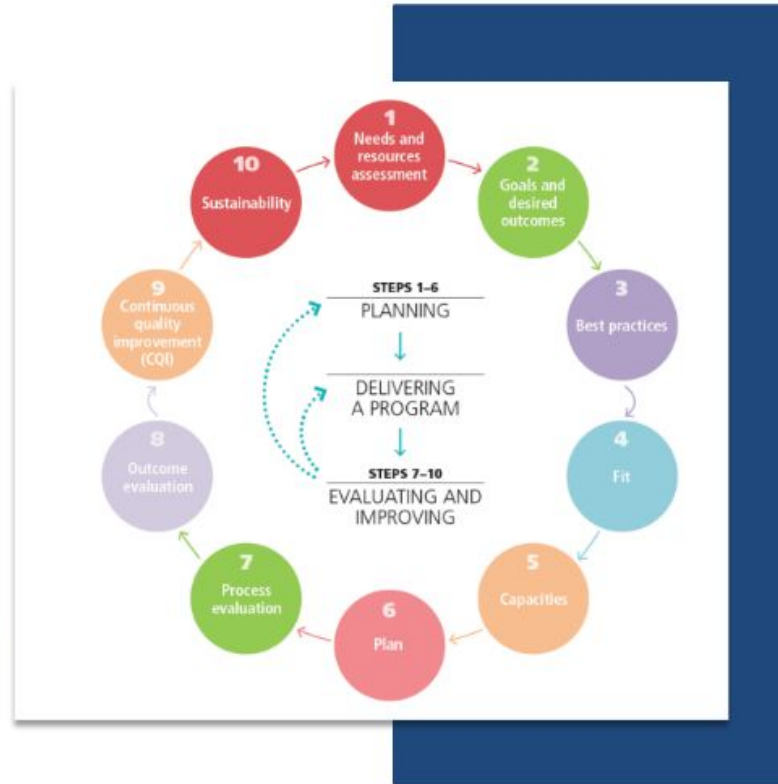 1
Needs and
resources
assessment
2
Goals and
desired
outcomes
3
Best practices
4
Fit
5
Capacities
6
Plan
7
Process
evaluation
8
Outcome
evaluation
9
Continuous
quality
improvement
(CQI)
10
Sustainability
STEPS 1–6
PLANNING
DELIVERING
A PROGRAM
STEPS 7–10
EVALUATING AND
IMPROVING